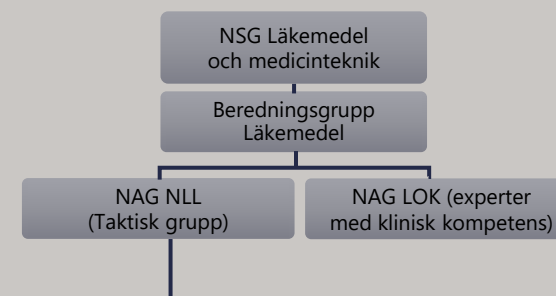 NSG Läkemedel
och medicinteknik
Beredningsgrupp
Läkemedel
NAG NLL
(Taktisk grupp)
NAG LOK (experter
med klinisk kompetens)